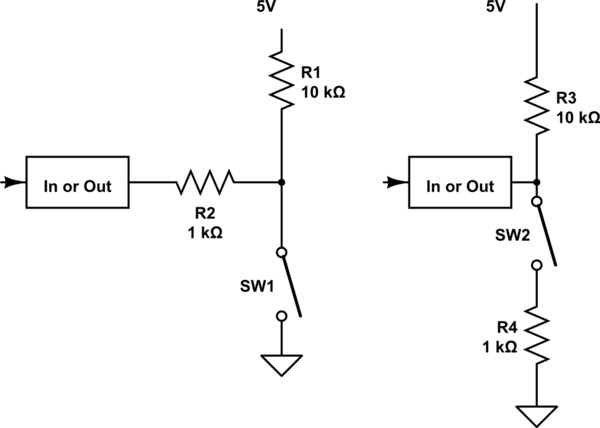 5V
R1
10 kΩ
In or Out
R2
1 kΩ
SW1
5V
R3
10 kΩ
In or Out
SW2
R4
1 kΩ